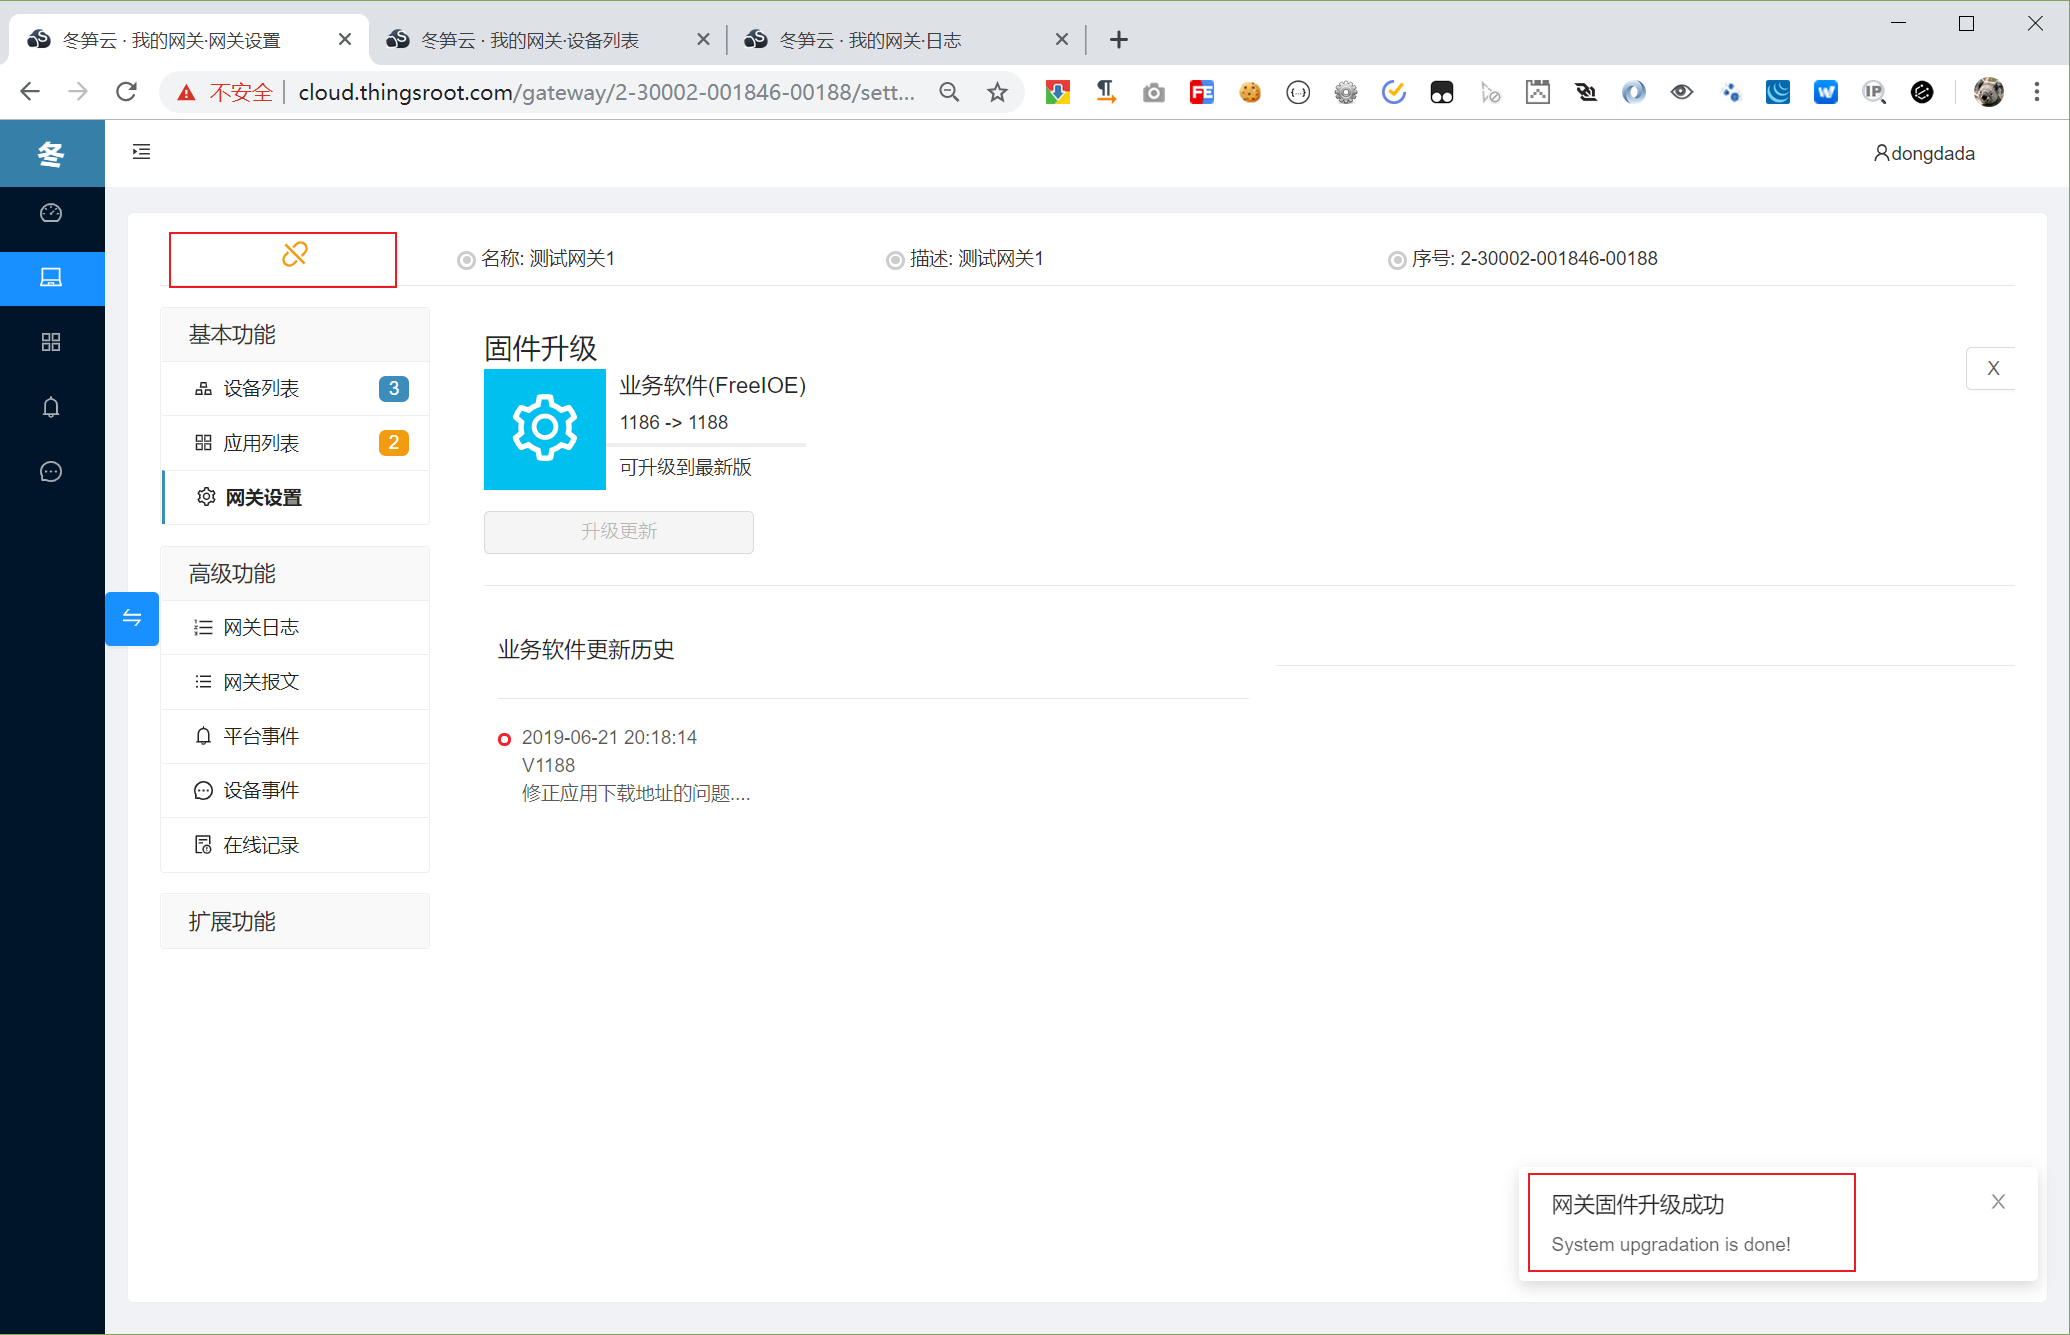 冬笋云 · 我的网关·网关设置
冬笋云 · 我的网关·设备列表
冬笋云 · 我的网关·日志
不安全
cloud.thingsroot.com/gateway/2-30002-001846-00188/sett...
冬
dongdada
名称: 测试网关1
描述: 测试网关1
序号: 2-30002-001846-00188
基本功能
设备列表
3
应用列表
2
网关设置
高级功能
网关日志
网关报文
平台事件
设备事件
在线记录
扩展功能
固件升级
X
业务软件(FreeIOE)
1186 -> 1188
可升级到最新版
升级更新
业务软件更新历史
2019-06-21 20:18:14
V1188
修正应用下载地址的问题....
网关固件升级成功
System upgradation is done!